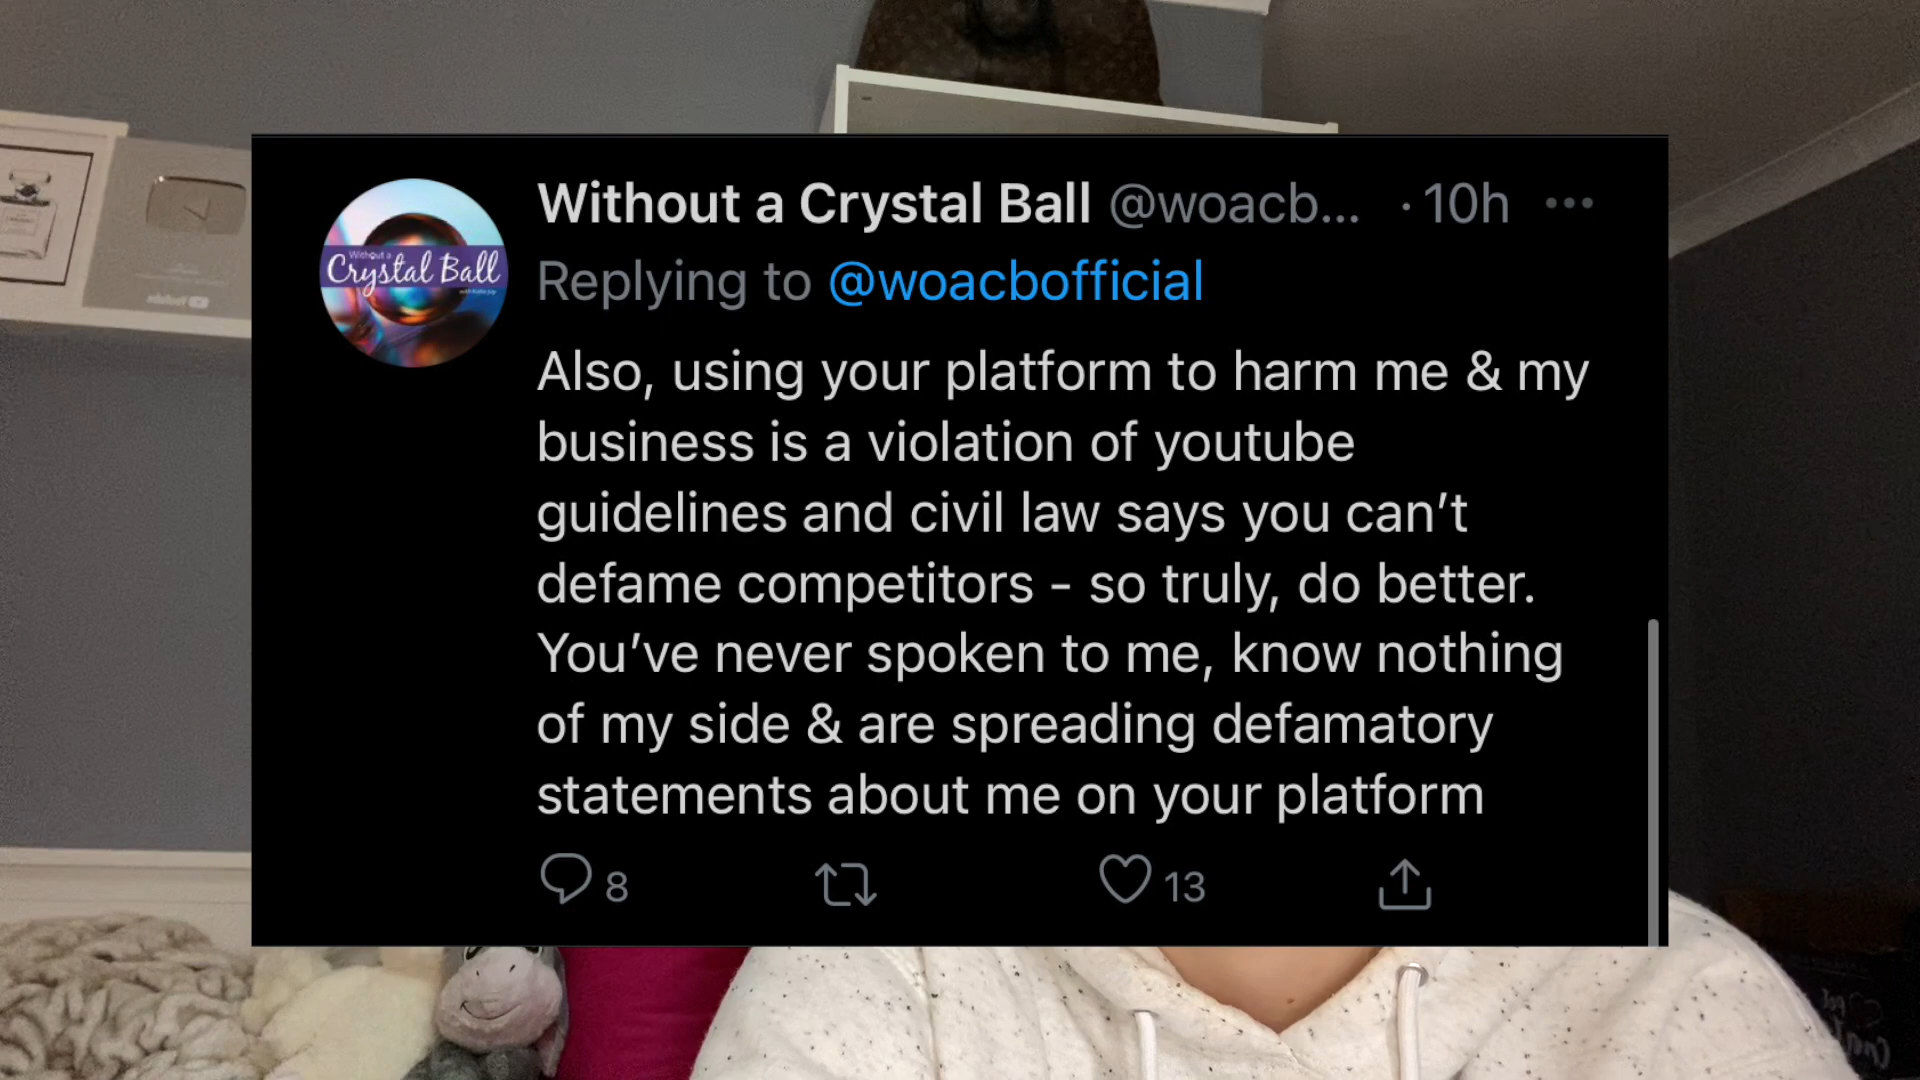 Without a Crystal Ball @woacb... · 10h ...
Replying to @woacbofficial
Without a
Crystal Ball
Also, using your platform to harm me & my
business is a violation of youtube
guidelines and civil law says you can’t
defame competitors - so truly, do better.
You’ve never spoken to me, know nothing
of my side & are spreading defamatory
statements about me on your platform
8
13